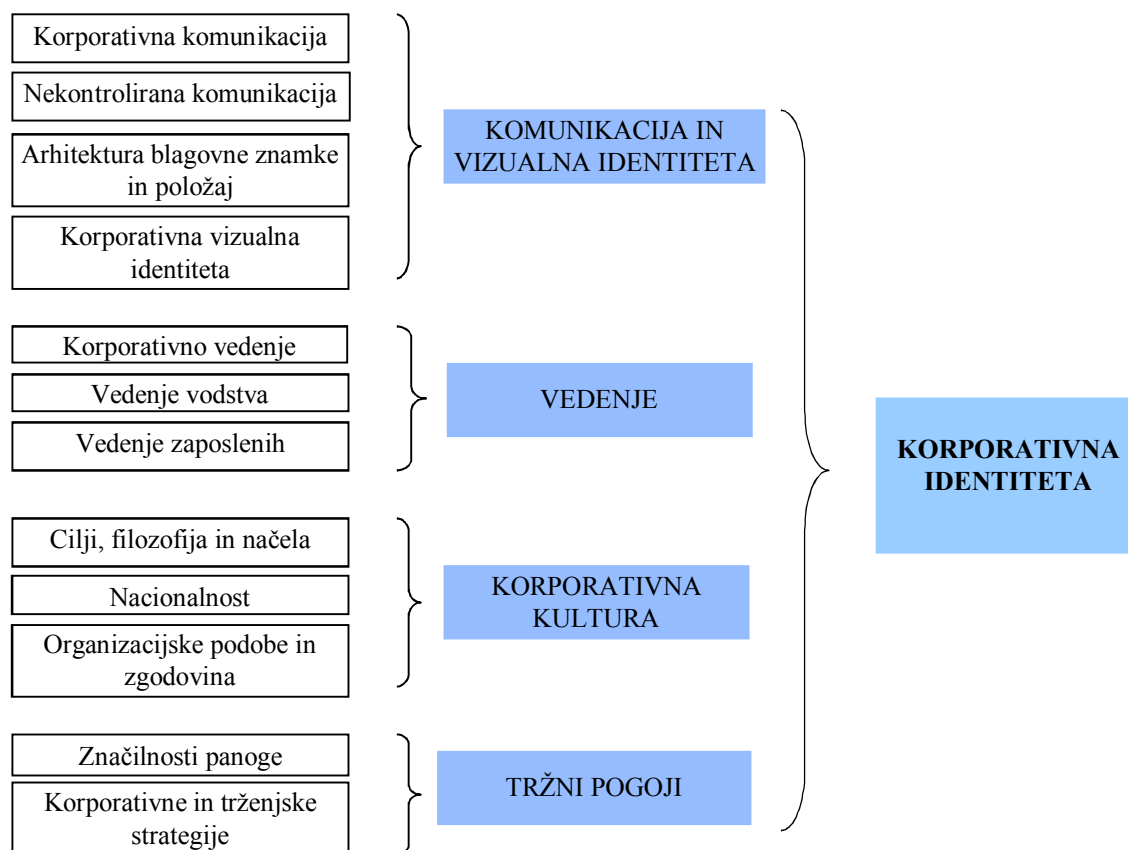 Korporativna komunikacija
Nekontrolirana komunikacija
Arhitektura blagovne znamke
in položaj
Korporativna vizualna
identiteta
KOMUNIKACIJA IN
VIZUALNA IDENTITETA
Korporativno vedenje
Vedenje vodstva
Vedenje zaposlenih
VEDENJE
Cilji, filozofija in načela
Nacionalnost
Organizacijske podobe in
zgodovina
KORPORATIVNA
KULTURA
Značilnosti panoge
Korporativne in trženjske
strategije
TRŽNI POGOJI
KORPORATIVNA
IDENTITETA